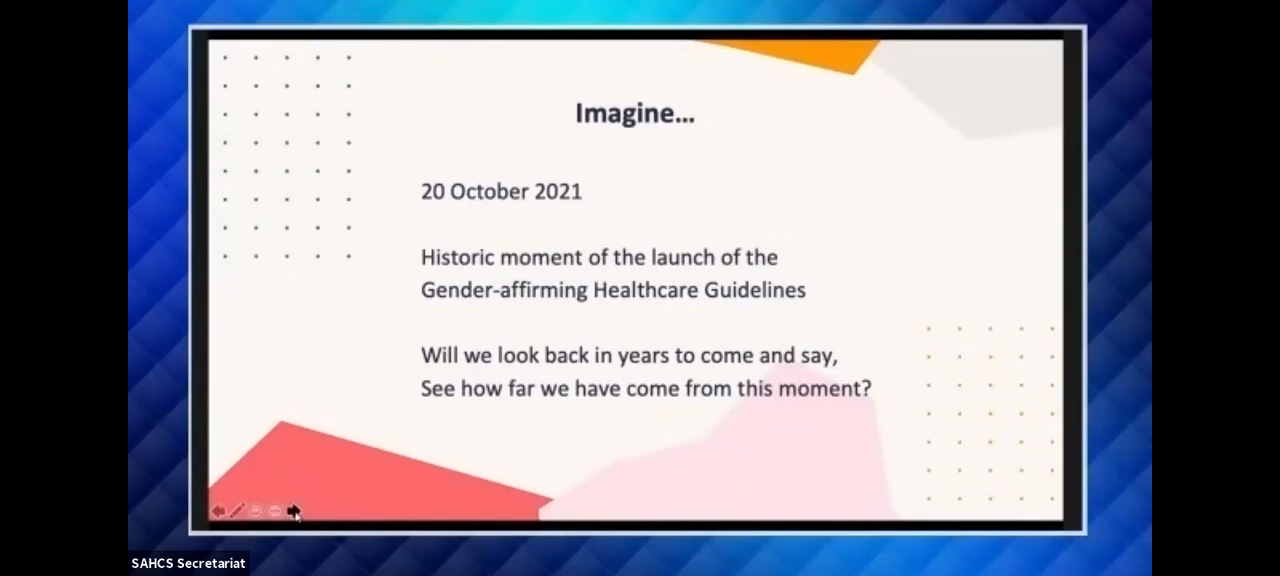 Imagine...
20 October 2021
Historic moment of the launch of the
Gender-affirming Healthcare Guidelines
Will we look back in years to come and say,
See how far we have come from this moment?
SAHCS Secretariat